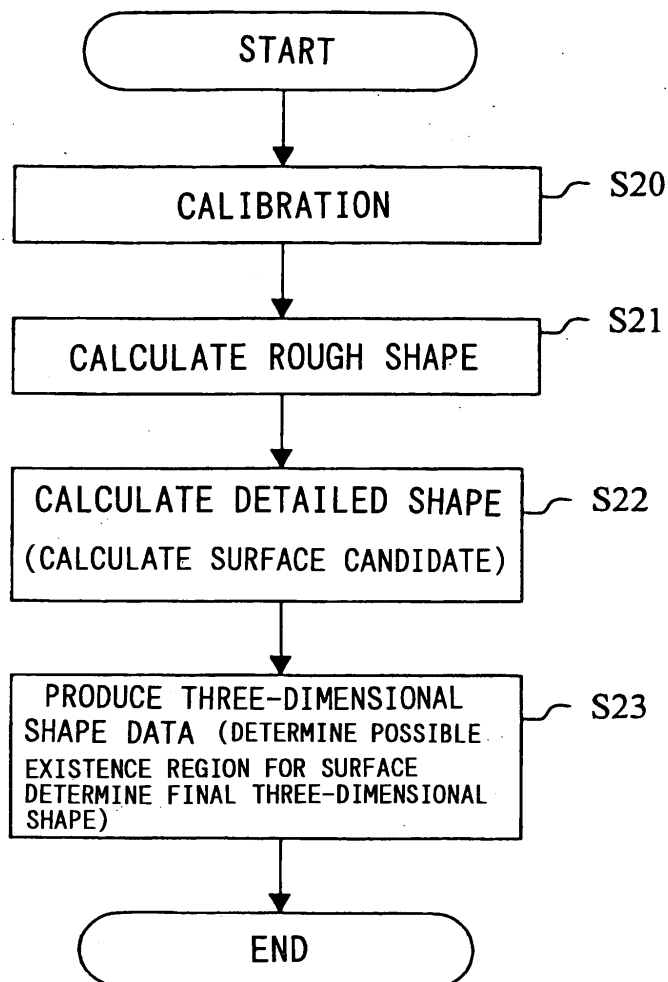 START
CALIBRATION
S20
CALCULATE ROUGH SHAPE
S21
CALCULATE DETAILED SHAPE
(CALCULATE SURFACE CANDIDATE)
S22
PRODUCE THREE-DIMENSIONAL
SHAPE DATA (DETERMINE POSSIBLE
EXISTENCE REGION FOR SURFACE
DETERMINE FINAL THREE-DIMENSIONAL
SHAPE)
S23
END